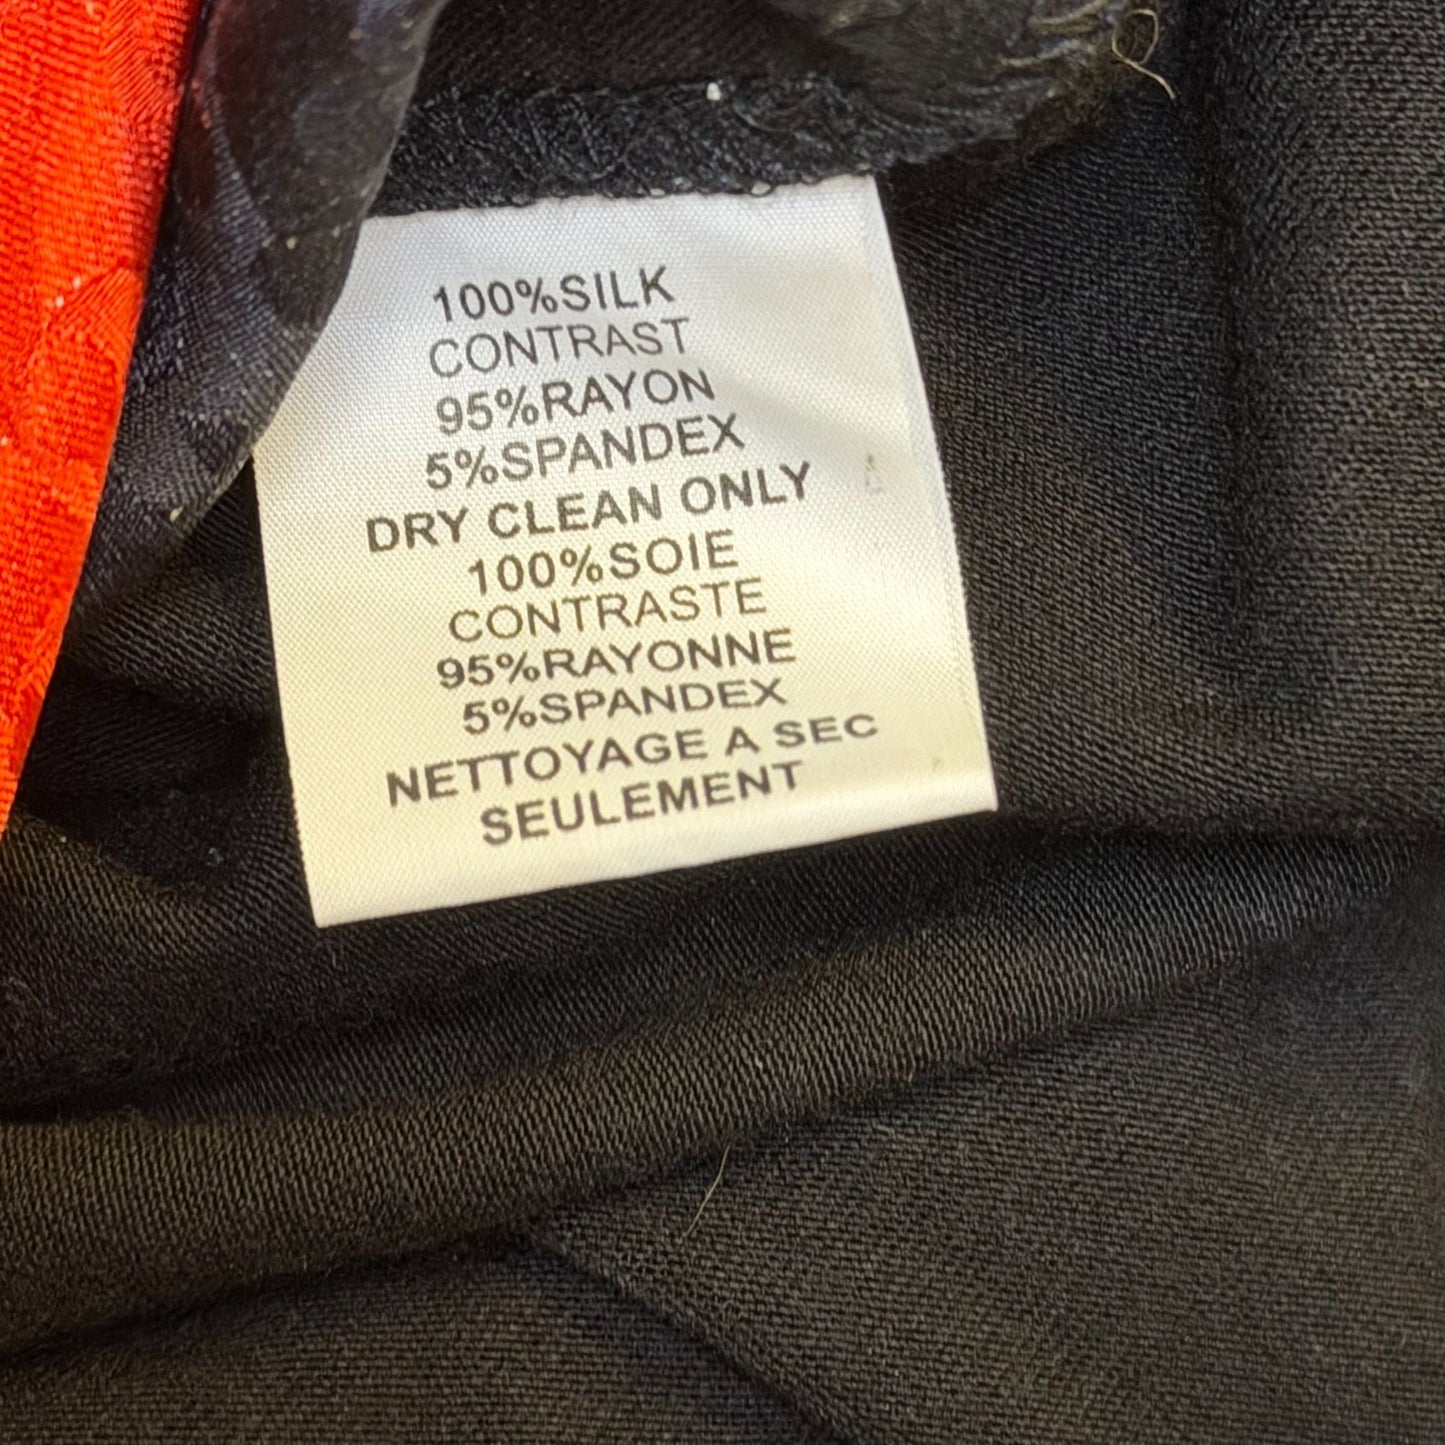 100%SILK
CONTRAST
95%RAYON
5%SPANDEX
DRY CLEAN ONLY
100%SOIE
CONTRASTE
95%RAYONNE
5%SPANDEX
NETTOYAGE A SEC
SEULEMENT